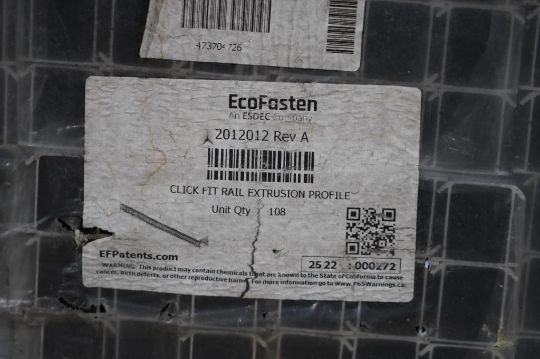 473704726
EcoFasten
An ESDEC Company
2012012 Rev A
CLICK FIT RAIL EXTRUSION PROFILE
Unit Qty 108
EFPatents.com
2522 : 000272
WARNING: This product may contain chemicals that are known to the State of California to cause
cancer, birth defects, or other reproductive harm. For more information go to Www.P65Warnings.ca.